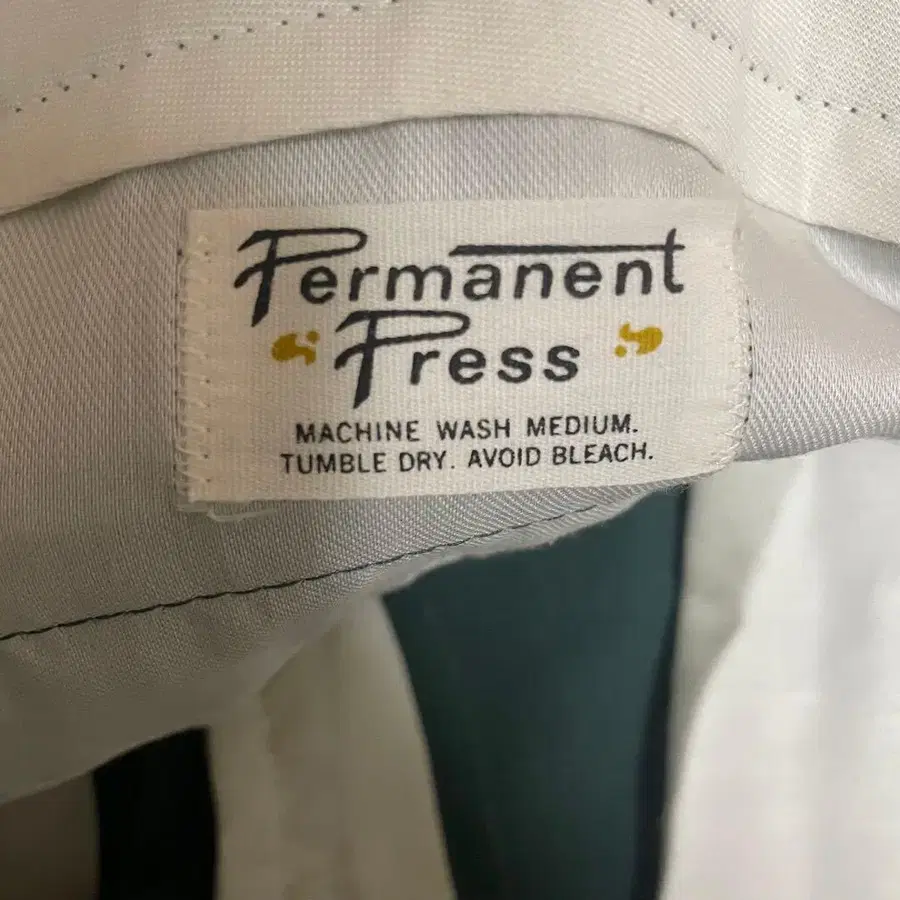 Permanent
Press
MACHINE WASH MEDIUM.
TUMBLE DRY. AVOID BLEACH.